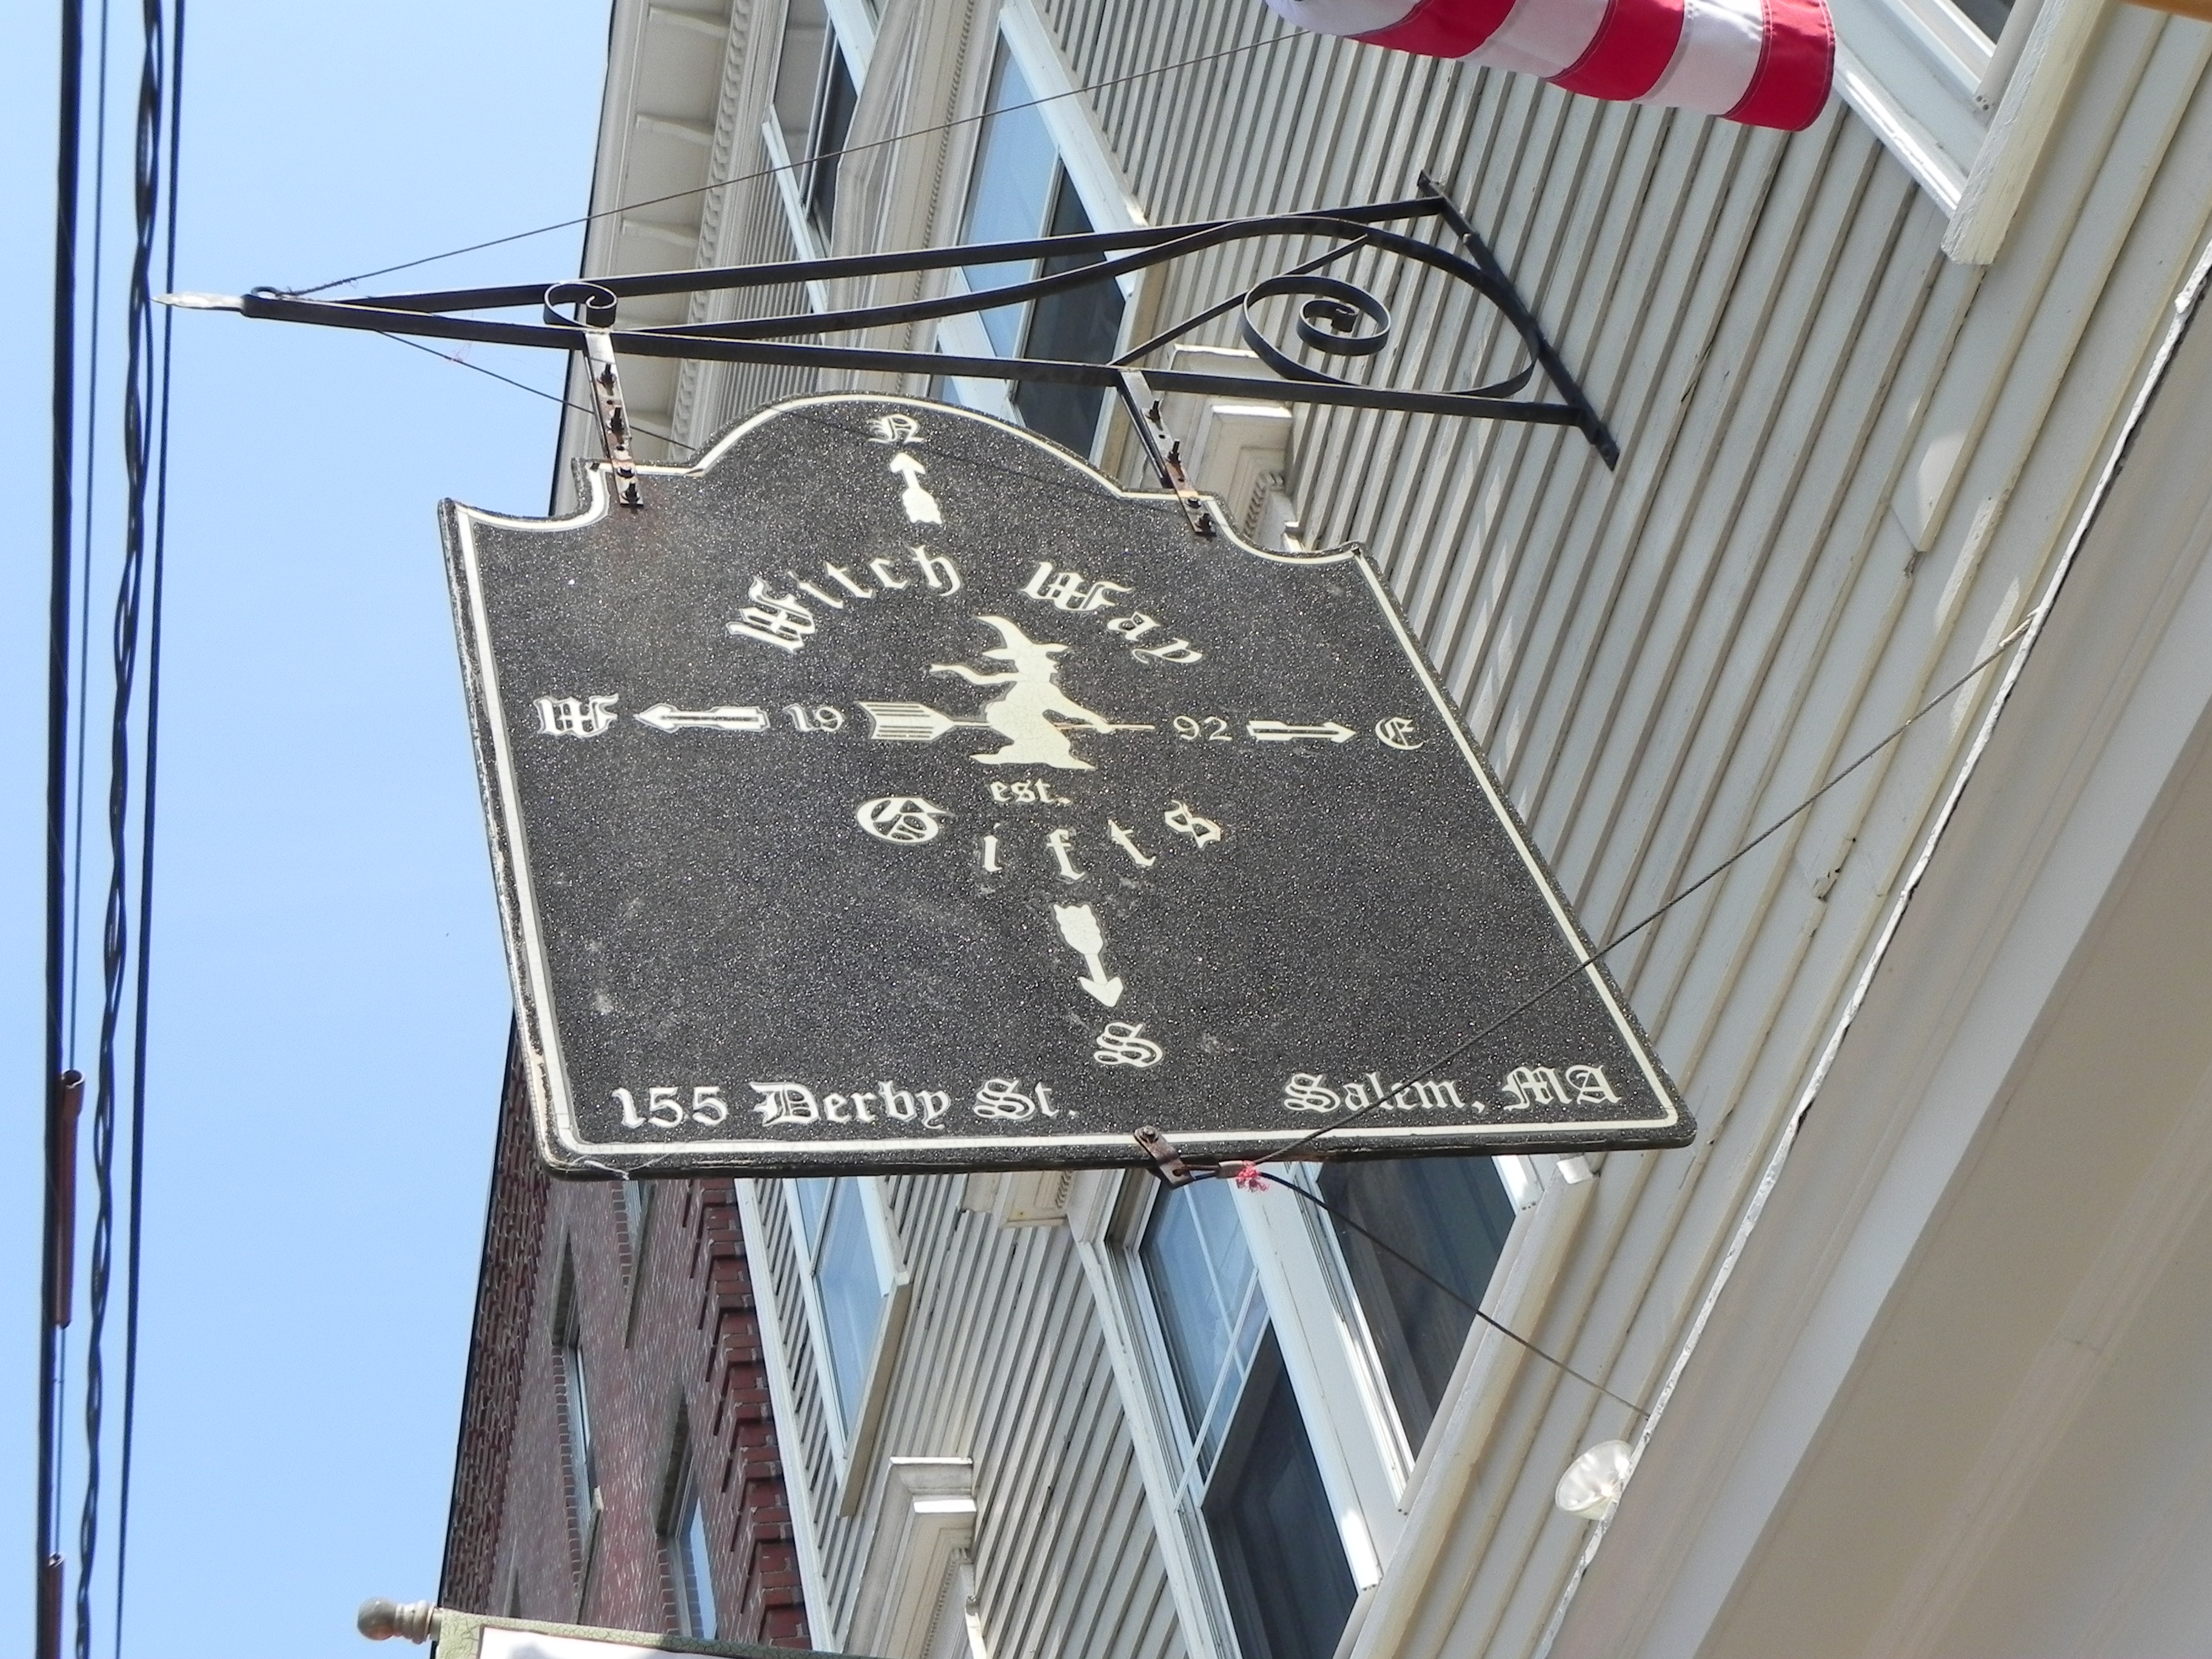 N
Witch Way
W 19 92 E
est.
Gifts
S
155 Derby St. Salem, MA